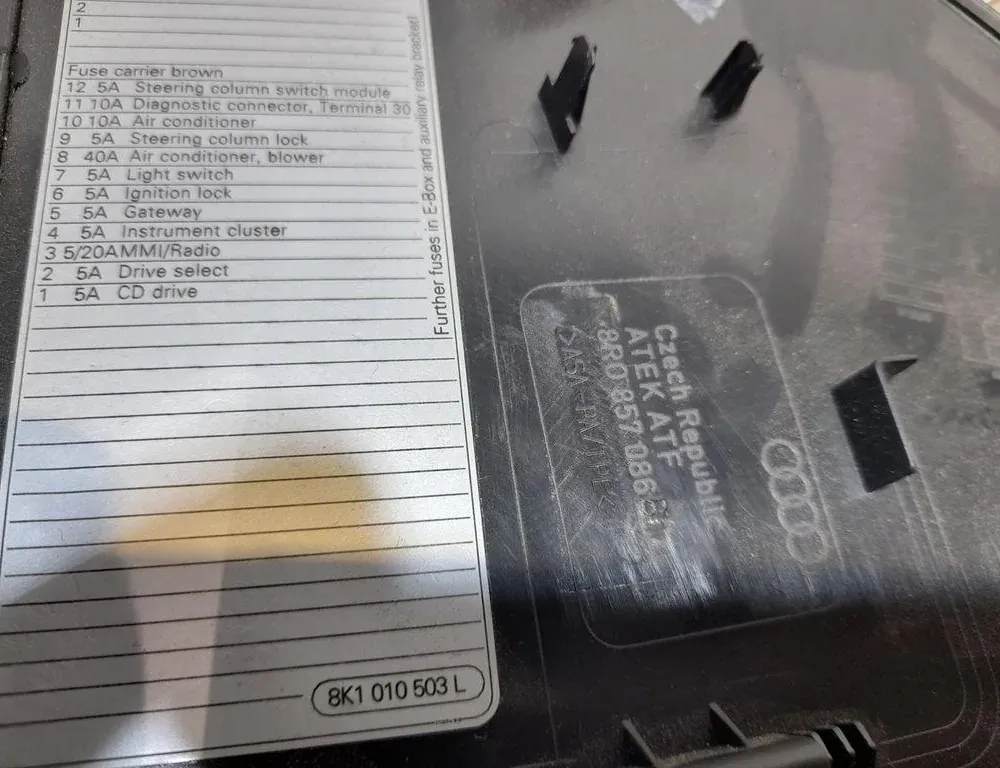 2
1
Fuse carrier brown
12 5A Steering column switch module
11 10A Diagnostic connector, Terminal 30
10 10A Air conditioner
9 5A Steering column lock
8 40A Air conditioner, blower
7 5A Light switch
6 5A Ignition lock
5 5A Gateway
4 5A Instrument cluster
3 5/20A MMI/Radio
2 5A Drive select
1 5A CD drive
Further fuses in E-Box and auxiliary relay bracket!
8K1 010 503 L
Czech Republic
ATEK ATF
8R0 857 086